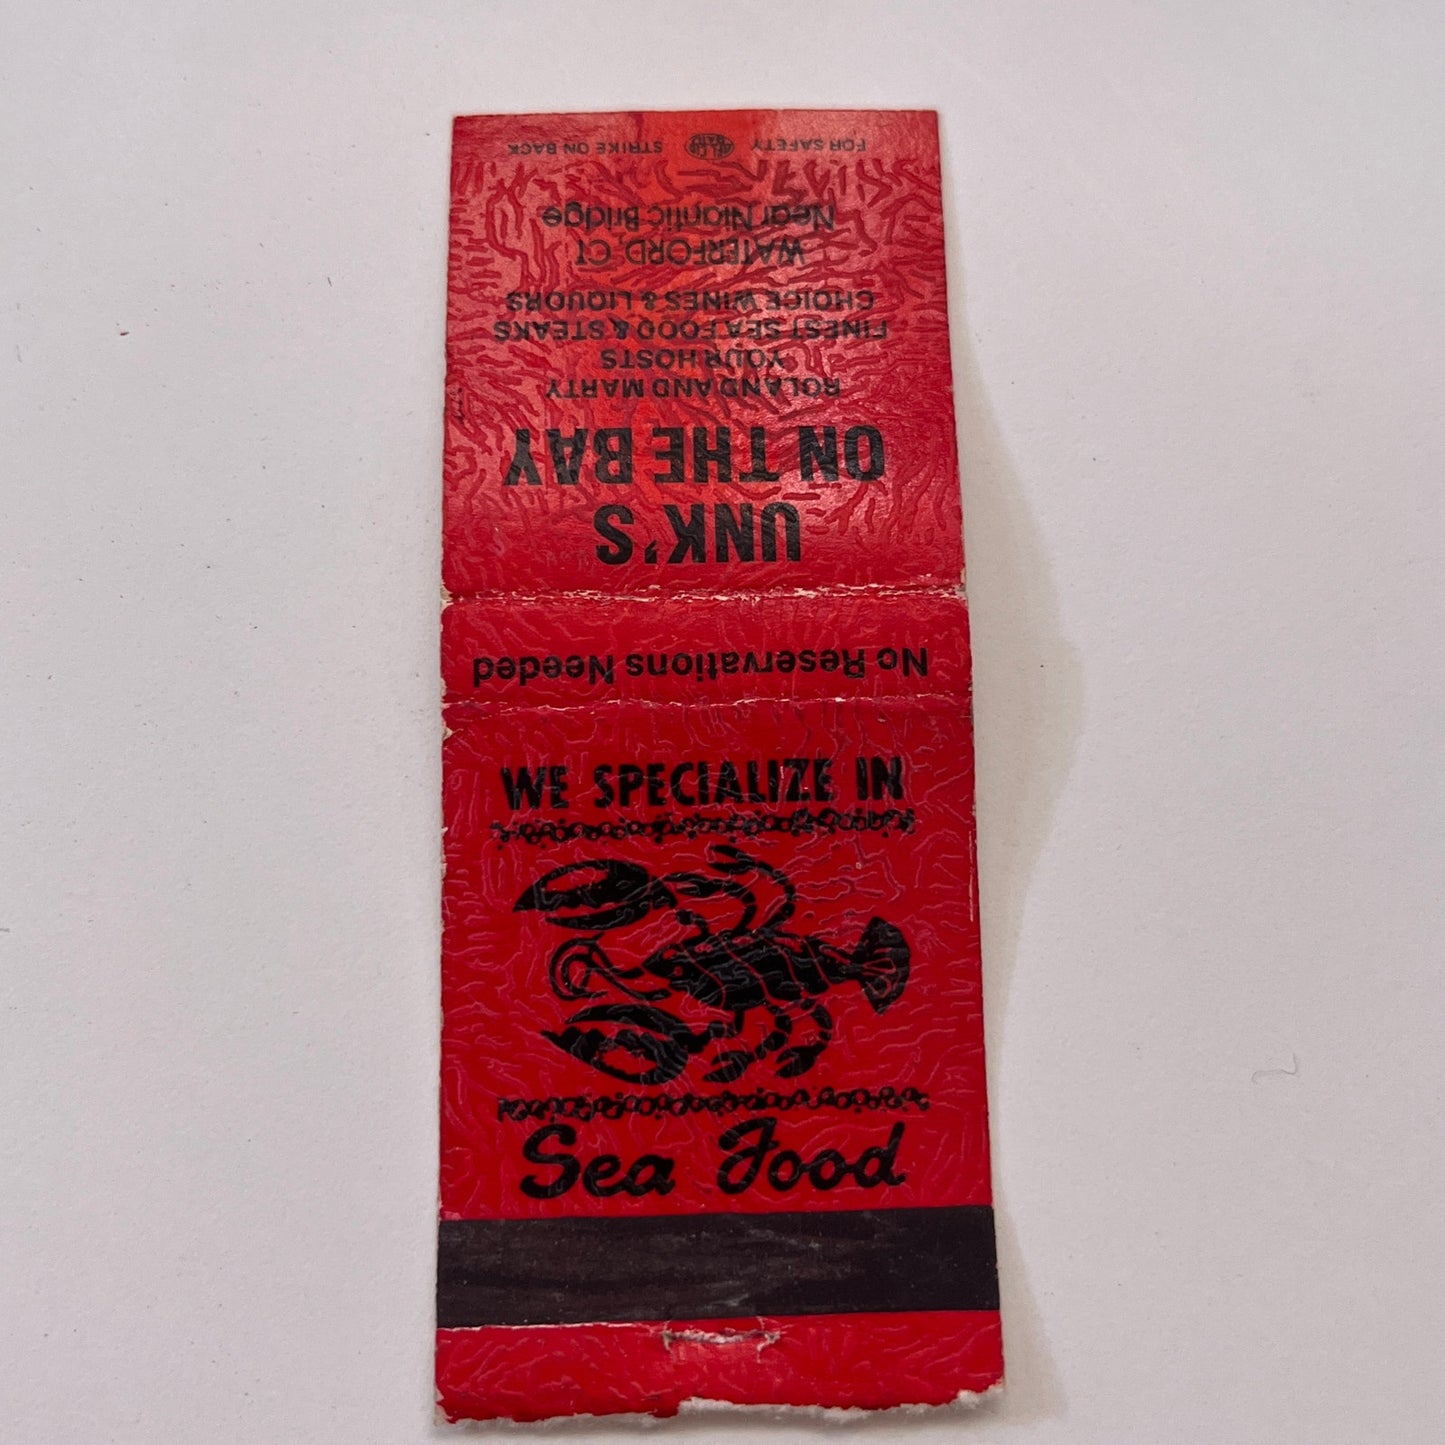 UNK'S
ON THE BAY
ROLAND AND MARTY
YOUR HOSTS
FINEST SEA FOOD & STEAKS
CHOICE WINES & LIQUORS
WATERFORD, CT
Near Niantic Bridge
FOR SAFETY STRIKE ON BACK
No Reservations Needed
WE SPECIALIZE IN
Sea Food